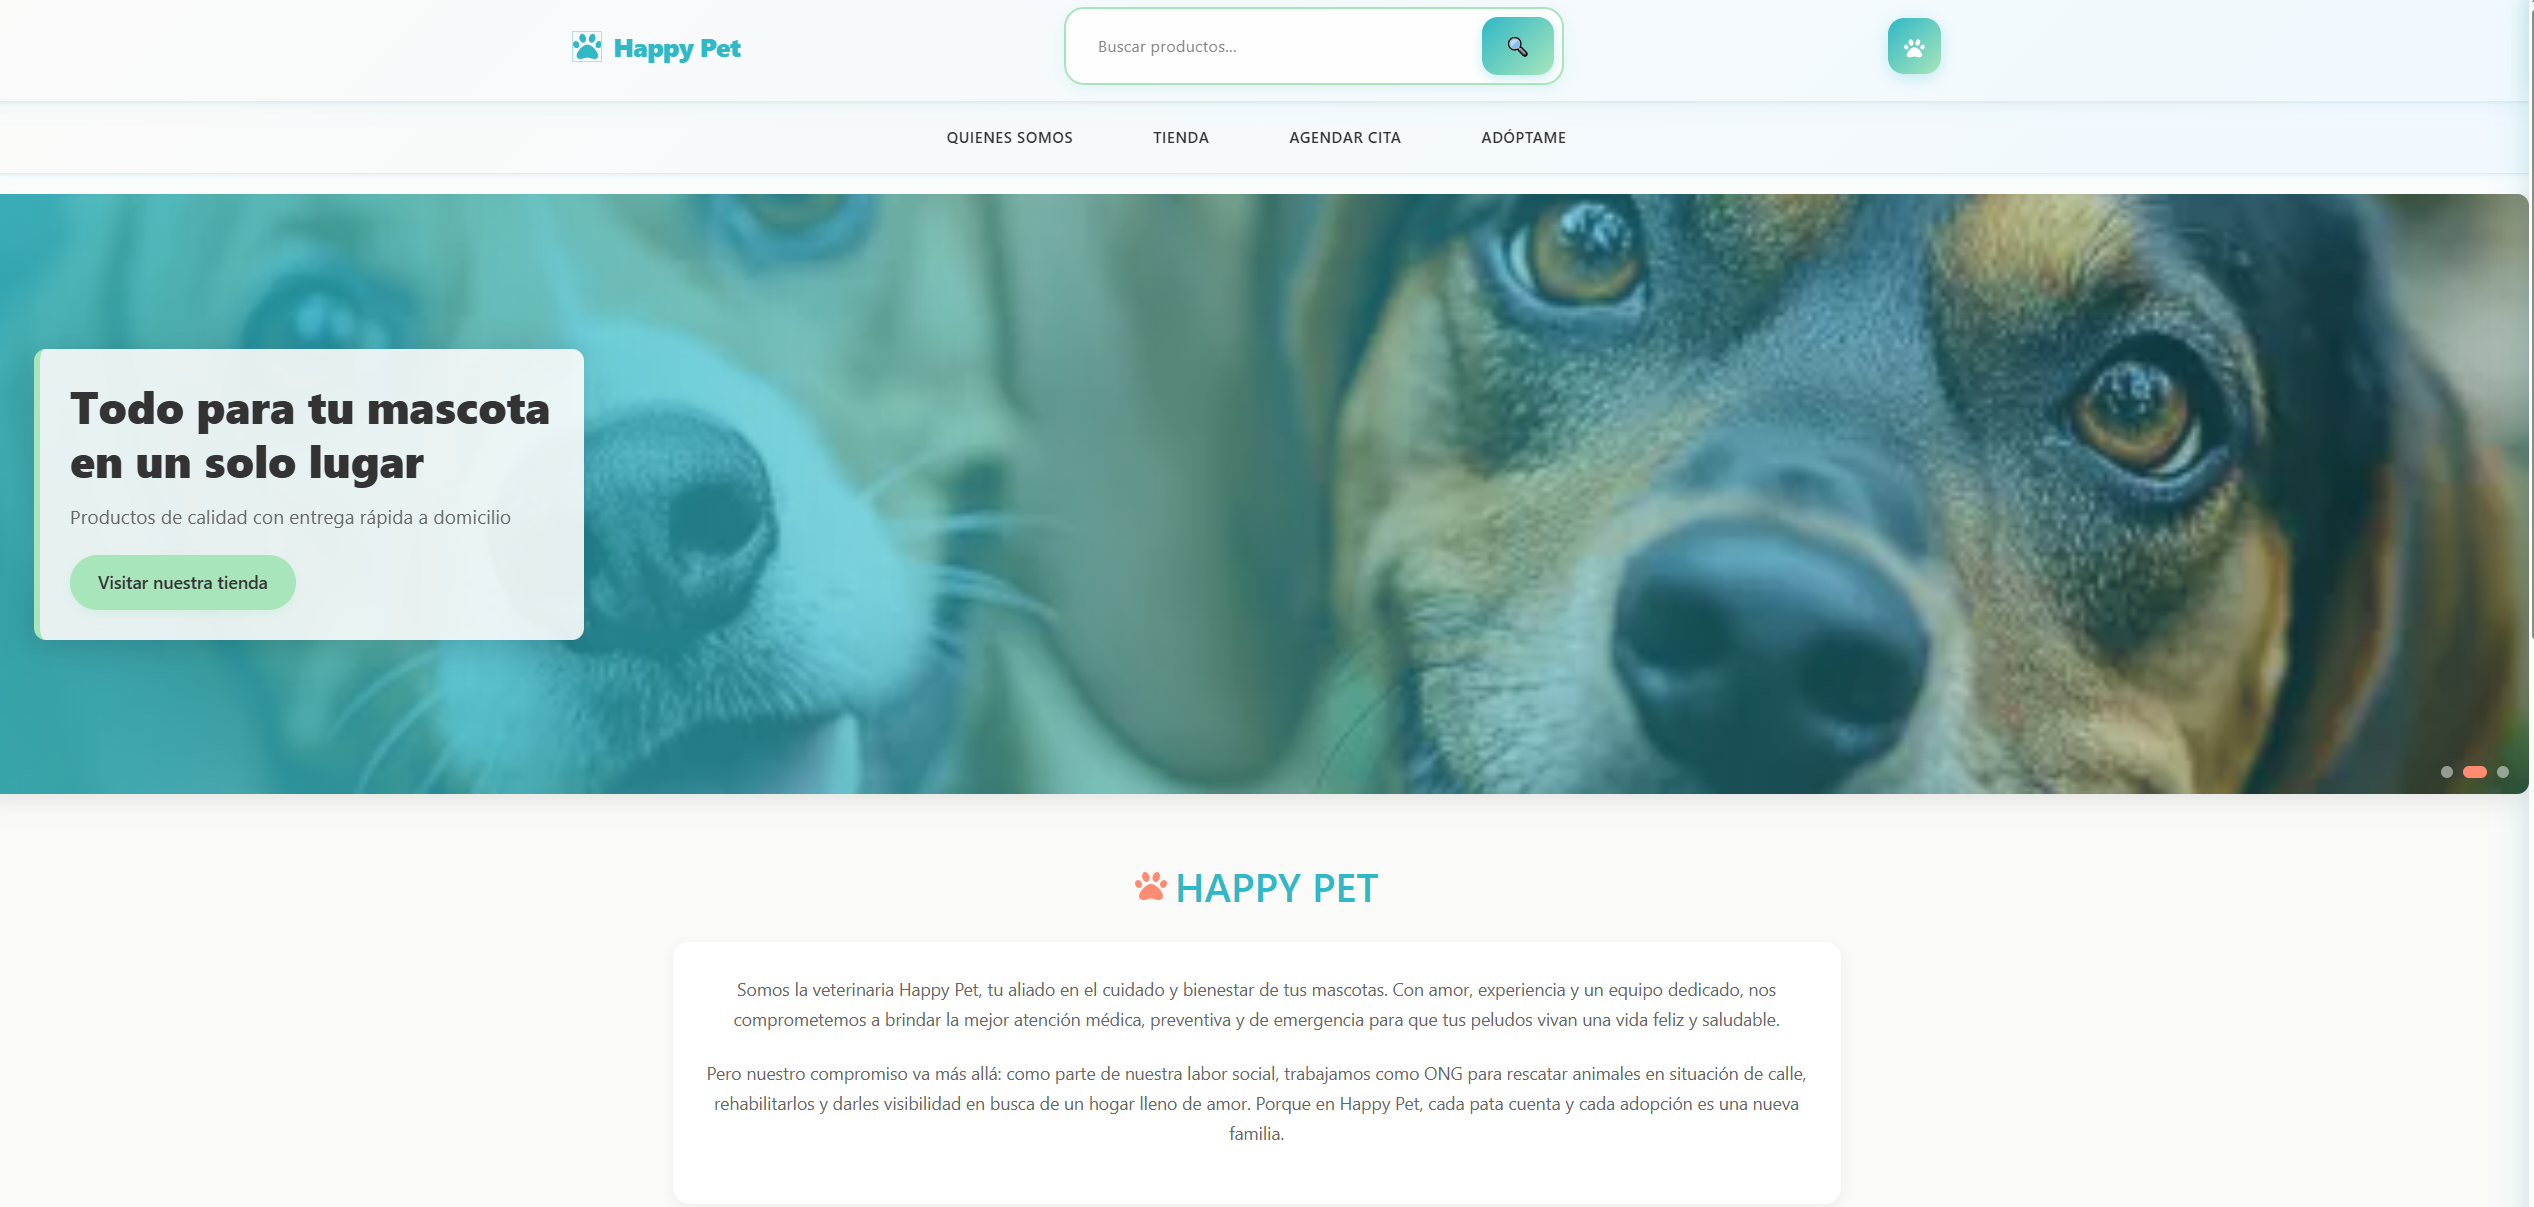 Happy Pet
Buscar productos...
QUIENES SOMOS
TIENDA
AGENDAR CITA
ADÓPTAME
Todo para tu mascota
en un solo lugar
Productos de calidad con entrega rápida a domicilio
Visitar nuestra tienda
HAPPY PET
Somos la veterinaria Happy Pet, tu aliado en el cuidado y bienestar de tus mascotas. Con amor, experiencia y un equipo dedicado, nos
comprometemos a brindar la mejor atención médica, preventiva y de emergencia para que tus peludos vivan una vida feliz y saludable.
Pero nuestro compromiso va más allá: como parte de nuestra labor social, trabajamos como ONG para rescatar animales en situación de calle,
rehabilitarlos y darles visibilidad en busca de un hogar lleno de amor. Porque en Happy Pet, cada pata cuenta y cada adopción es una nueva
familia.